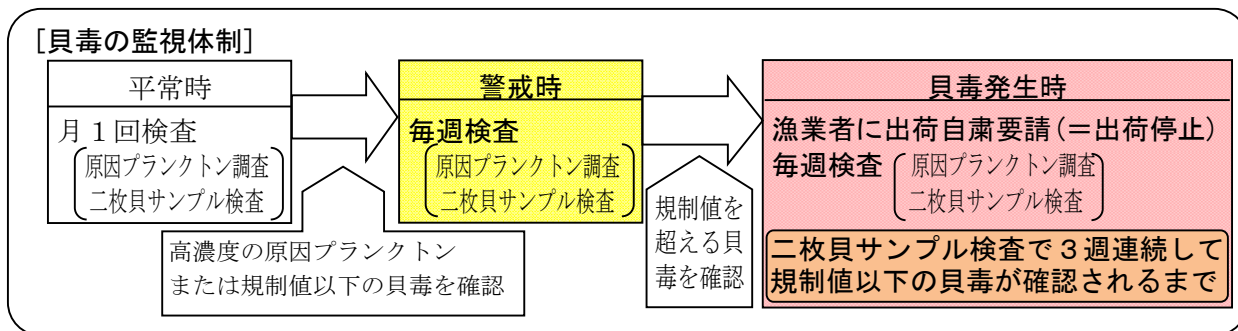 [貝毒の監視体制]
平常時
月１回検査
原因プランクトン調査
二枚貝サンプル検査
高濃度の原因プランクトン
または規制値以下の貝毒を確認
警戒時
毎週検査
原因プランクトン調査
二枚貝サンプル検査
規制値を
超える貝
毒を確認
貝毒発生時
漁業者に出荷自粛要請（＝出荷停止）
毎週検査 原因プランクトン調査
二枚貝サンプル検査
二枚貝サンプル検査で３週連続して
規制値以下の貝毒が確認されるまで